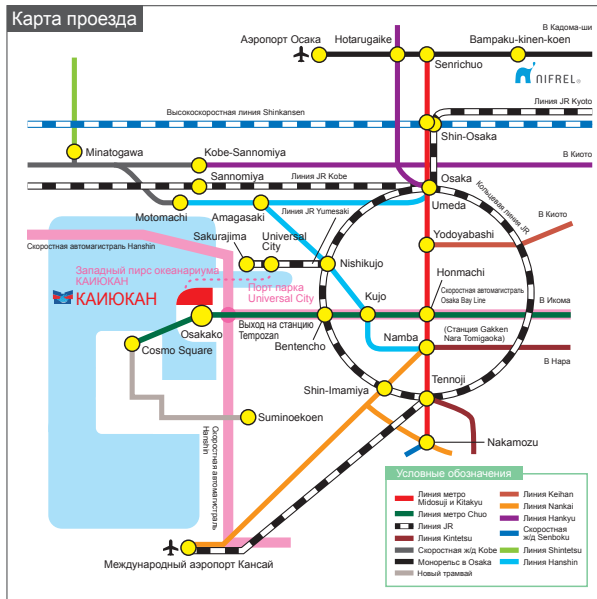 Карта проезда
В Кадома-ши
Аэропорт Осака
Hotarugaike
Bampaku-kinen-koen
Senrichuo
NIFREL
Линия JR Kyoto
Высокоскоростная линия Shinkansen
Shin-Osaka
Minatogawa
Kobe-Sannomiya
В Киото
Sannomiya
Линия JR Kobe
Osaka
Umeda
Кольцевая линия JR
Motomachi
Amagasaki
Линия JR Yumesaki
В Киото
Sakurajima
Universal
City
Yodoyabashi
Скоростная автомагистраль Hanshin
Западный пирс океанариума
КАИЮКАН
КАИЮКАН
Nishikujo
Порт парка
Universal City
Honmachi
Скоростная автомагистраль
Osaka Bay Line
Kujo
В Икома
Osakako
Выход на станцию
Tempozan
(Станция Gakken
Nara Tomigaoka)
Namba
Bentencho
Cosmo Square
В Нара
Tennoji
Shin-Imamiya
Suminoekoen
Скоростная автомагистраль
Hanshin
Nakamozu
Международный аэропорт Кансай
Условные обозначения
Линия метро
Midosuji и Kitakyu
Линия метро Chuo
Линия JR
Линия Kintetsu
Скоростная ж/д Kobe
Монорельс в Osaka
Новый трамвай
Линия Keihan
Линия Nankai
Линия Hankyu
Скоростная
ж/д Senboku
Линия Shintetsu
Линия Hanshin